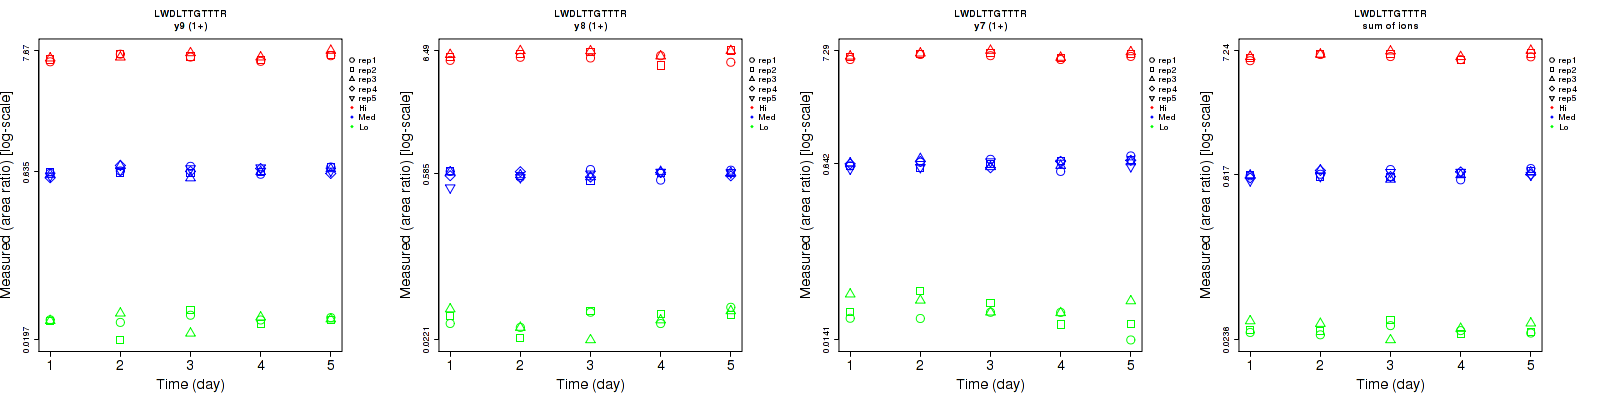 LWDLTTGTTTR
y9 (1+)
Measured (area ratio) [log-scale]
7.67
0.635
0.0197
1 2 3 4 5
Time (day)
rep1
rep2
rep3
rep4
rep5
Hi
Med
Lo
LWDLTTGTTTR
y8 (1+)
Measured (area ratio) [log-scale]
6.49
0.585
0.0221
1 2 3 4 5
Time (day)
rep1
rep2
rep3
rep4
rep5
Hi
Med
Lo
LWDLTTGTTTR
y7 (1+)
Measured (area ratio) [log-scale]
7.29
0.642
0.0141
1 2 3 4 5
Time (day)
rep1
rep2
rep3
rep4
rep5
Hi
Med
Lo
LWDLTTGTTTR
sum of ions
Measured (area ratio) [log-scale]
7.24
0.617
0.0236
1 2 3 4 5
Time (day)
rep1
rep2
rep3
rep4
rep5
Hi
Med
Lo